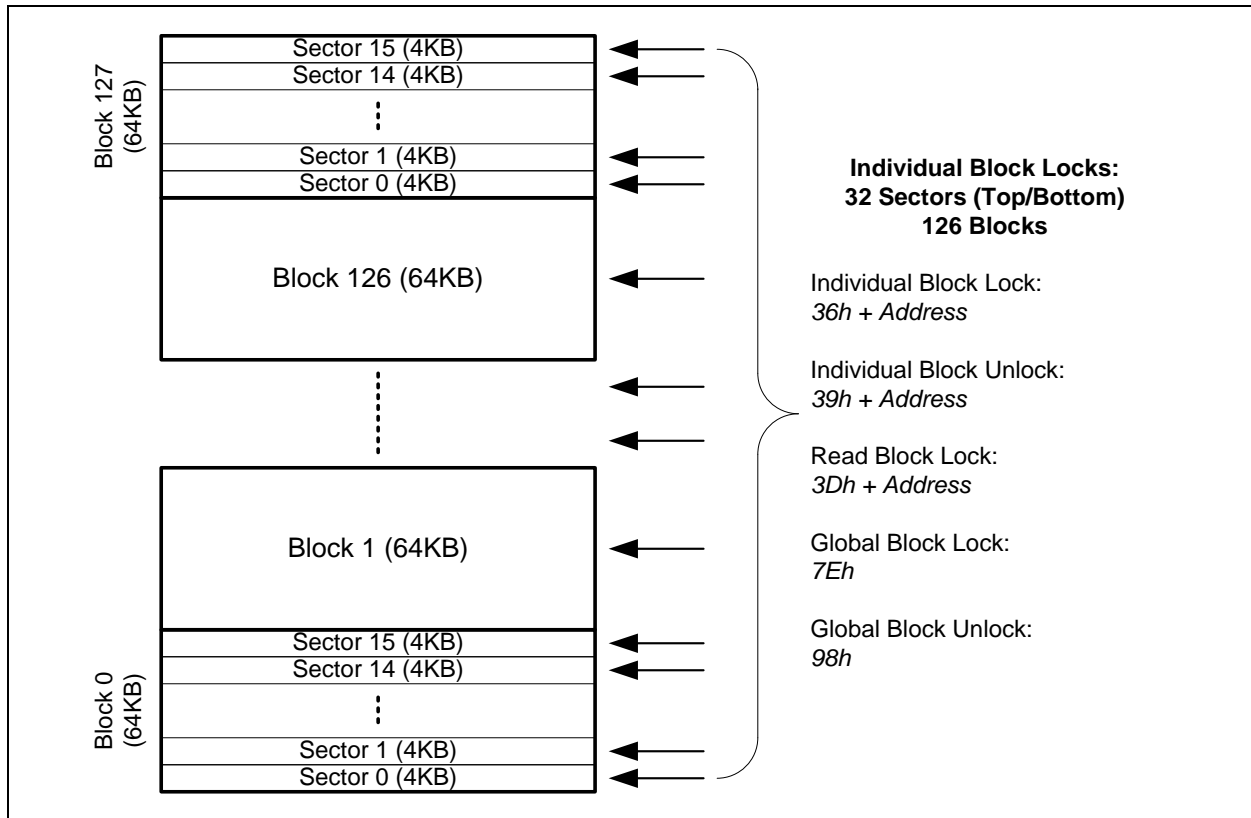 Block 127
(64KB)
Sector 15 (4KB)
Sector 14 (4KB)
Sector 1 (4KB)
Sector 0 (4KB)
Block 126 (64KB)
Block 1 (64KB)
Block 0
(64KB)
Sector 15 (4KB)
Sector 14 (4KB)
Sector 1 (4KB)
Sector 0 (4KB)
Individual Block Locks:
32 Sectors (Top/Bottom)
126 Blocks
Individual Block Lock:
36h + Address
Individual Block Unlock:
39h + Address
Read Block Lock:
3Dh + Address
Global Block Lock:
7Eh
Global Block Unlock:
98h